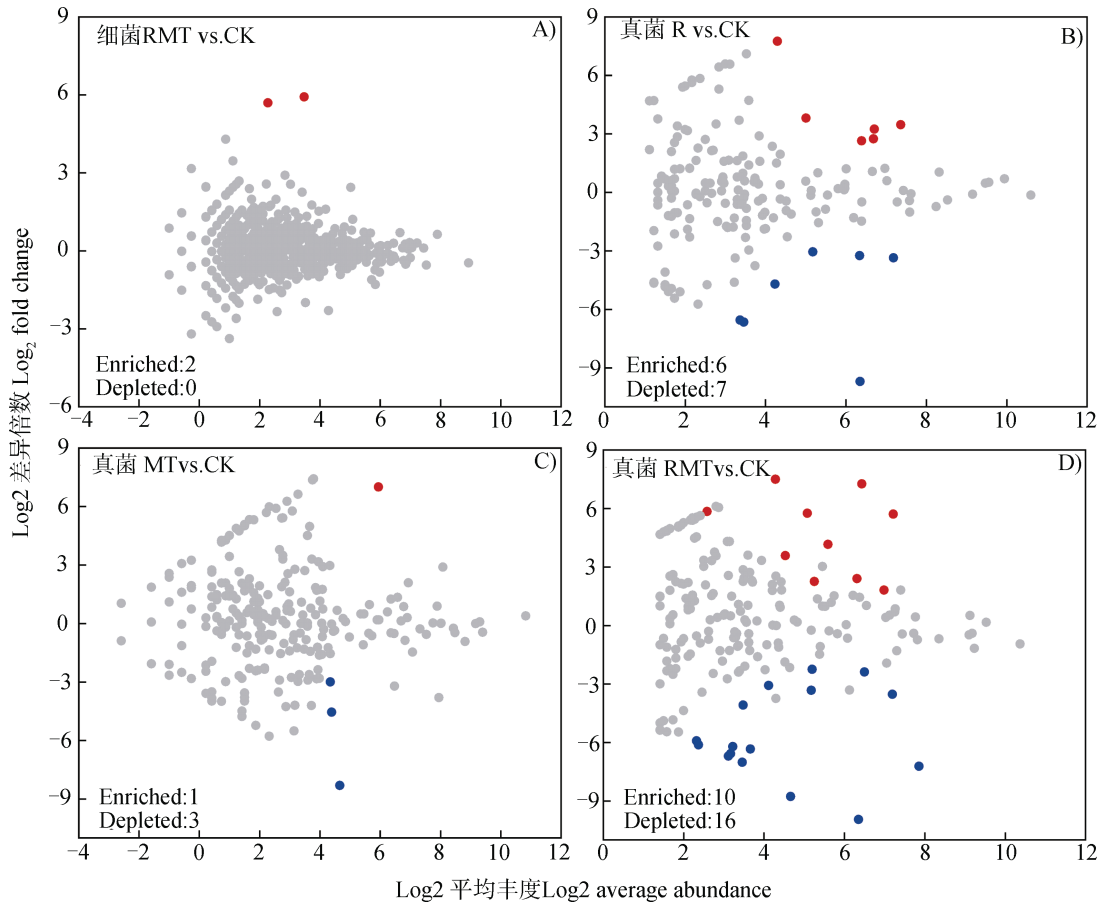 Log2 差异倍数 Log2 fold change
细菌RMT vs.CK
A)
9
6
3
0
−3
−6
Enriched:2
Depleted:0
−4 −2 0 2 4 6 8 10 12
真菌 R vs.CK
B)
9
6
3
0
−3
−6
−9
Enriched:6
Depleted:7
0 2 4 6 8 10 12
真菌 MTvs.CK
C)
9
6
3
0
−3
−6
−9
Enriched:1
Depleted:3
−4 −2 0 2 4 6 8 10 12
真菌 RMTvs.CK
D)
9
6
3
0
−3
−6
−9
Enriched:10
Depleted:16
0 2 4 6 8 10 12
Log2 平均丰度Log2 average abundance